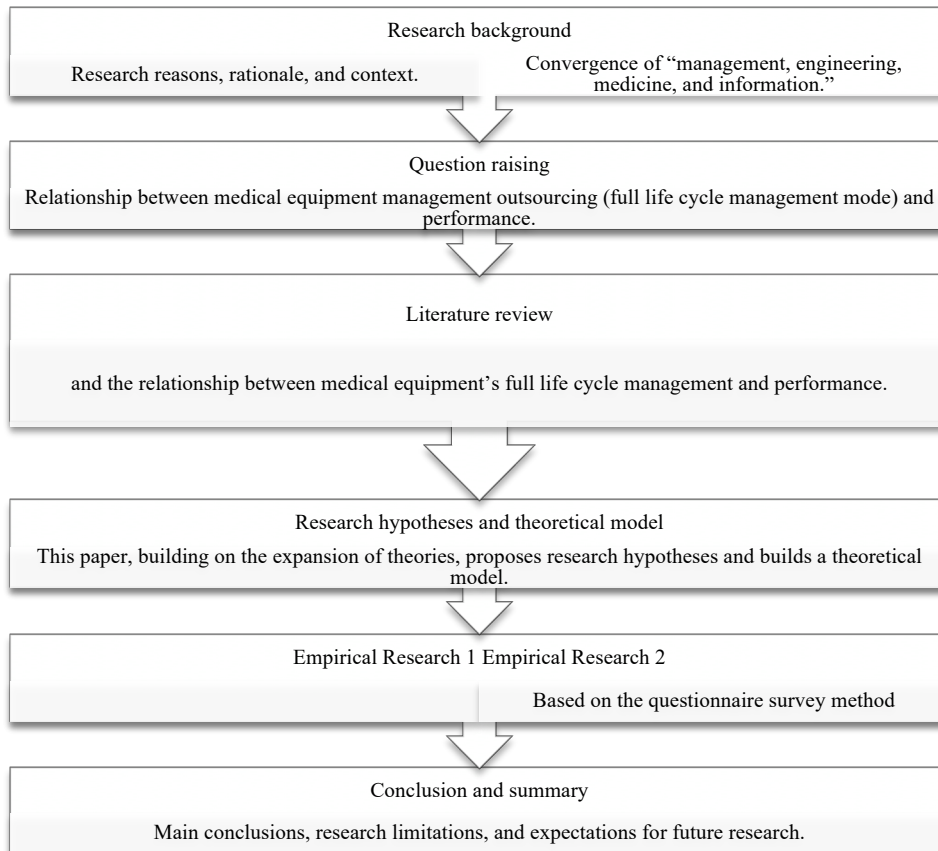 Research background
Research reasons, rationale, and context.
Convergence of “management, engineering,
medicine, and information.”
Question raising
Relationship between medical equipment management outsourcing (full life cycle management mode) and
performance.
Literature review
and the relationship between medical equipment’s full life cycle management and performance.
Research hypotheses and theoretical model
This paper, building on the expansion of theories, proposes research hypotheses and builds a theoretical
model.
Empirical Research 1 Empirical Research 2
Based on the questionnaire survey method
Conclusion and summary
Main conclusions, research limitations, and expectations for future research.